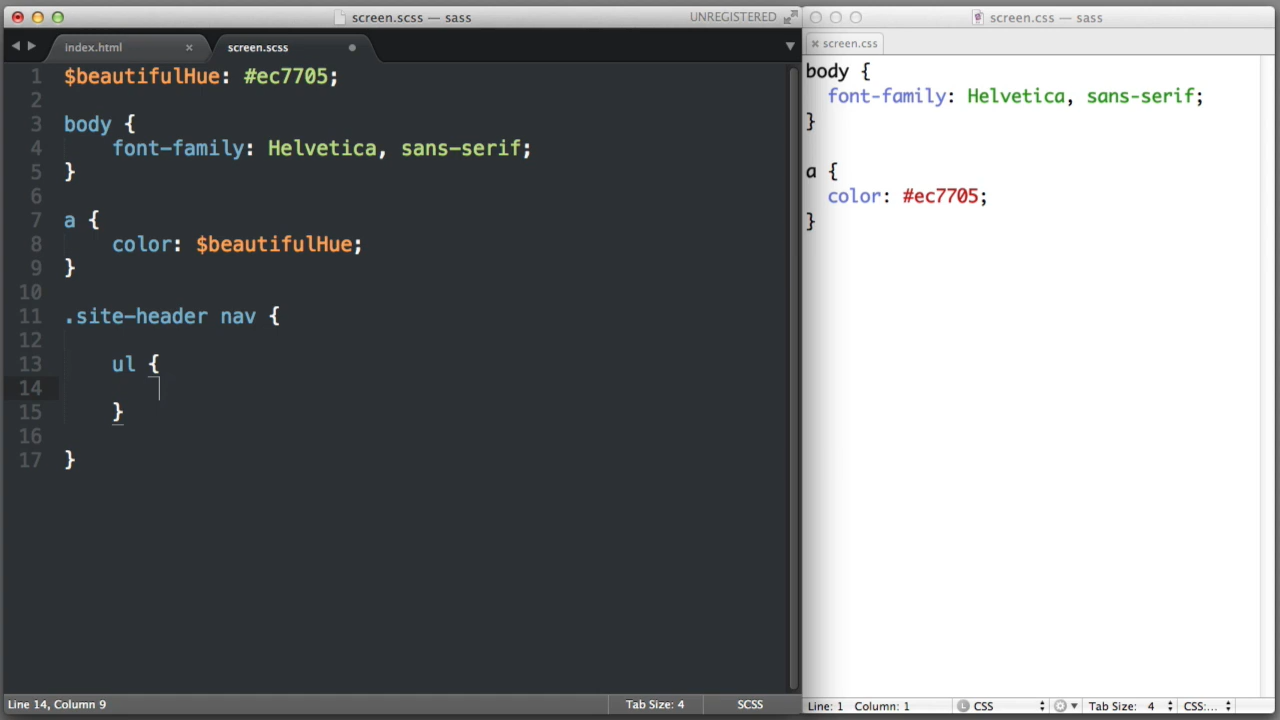 screen.scss — sass
UNREGISTERED
index.html
screen.scss
1 $beautifulHue: #ec7705;
2
3 body {
4 font-family: Helvetica, sans-serif;
5 }
6
7 a {
8 color: $beautifulHue;
9 }
10
11 .site-header nav {
12
13 ul {
14
15 }
16
17 }
Line 14, Column 9
Tab Size: 4
SCSS
screen.css — sass
screen.css
body {
font-family: Helvetica, sans-serif;
}
a {
color: #ec7705;
}
Line: 1 Column: 1
L CSS
Tab Size: 4
CSS:...